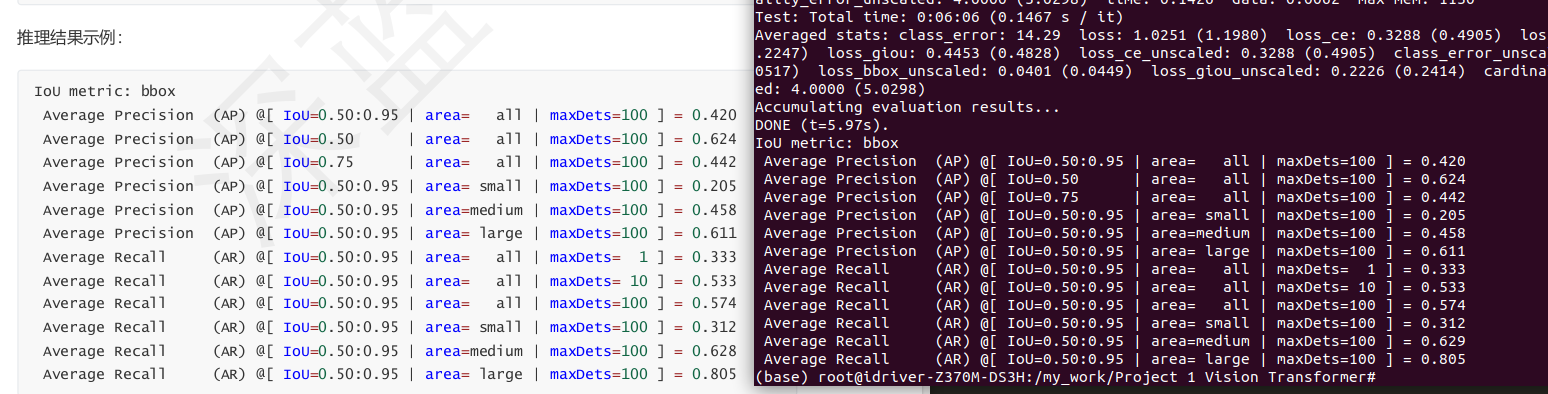 推理结果示例：
IoU metric: bbox
Average Precision  (AP) @[ IoU=0.50:0.95 | area=   all | maxDets=100 ] = 0.420
Average Precision  (AP) @[ IoU=0.50      | area=   all | maxDets=100 ] = 0.624
Average Precision  (AP) @[ IoU=0.75      | area=   all | maxDets=100 ] = 0.442
Average Precision  (AP) @[ IoU=0.50:0.95 | area= small | maxDets=100 ] = 0.205
Average Precision  (AP) @[ IoU=0.50:0.95 | area=medium | maxDets=100 ] = 0.458
Average Precision  (AP) @[ IoU=0.50:0.95 | area= large | maxDets=100 ] = 0.611
Average Recall     (AR) @[ IoU=0.50:0.95 | area=   all | maxDets=  1 ] = 0.333
Average Recall     (AR) @[ IoU=0.50:0.95 | area=   all | maxDets= 10 ] = 0.533
Average Recall     (AR) @[ IoU=0.50:0.95 | area=   all | maxDets=100 ] = 0.574
Average Recall     (AR) @[ IoU=0.50:0.95 | area= small | maxDets=100 ] = 0.312
Average Recall     (AR) @[ IoU=0.50:0.95 | area=medium | maxDets=100 ] = 0.628
Average Recall     (AR) @[ IoU=0.50:0.95 | area= large | maxDets=100 ] = 0.805
深蓝
Test: Total time: 0:06:06 (0.1467 s / it)
Averaged stats: class_error: 14.29  loss: 1.0251 (1.1980)  loss_ce: 0.3288 (0.4905)  los
.2247)  loss_giou: 0.4453 (0.4828)  loss_ce_unscaled: 0.3288 (0.4905)  class_error_unsca
0517)  loss_bbox_unscaled: 0.0401 (0.0449)  loss_giou_unscaled: 0.2226 (0.2414)  cardina
ed: 4.0000 (5.0298)
Accumulating evaluation results...
DONE (t=5.97s).
IoU metric: bbox
Average Precision  (AP) @[ IoU=0.50:0.95 | area=   all | maxDets=100 ] = 0.420
Average Precision  (AP) @[ IoU=0.50      | area=   all | maxDets=100 ] = 0.624
Average Precision  (AP) @[ IoU=0.75      | area=   all | maxDets=100 ] = 0.442
Average Precision  (AP) @[ IoU=0.50:0.95 | area= small | maxDets=100 ] = 0.205
Average Precision  (AP) @[ IoU=0.50:0.95 | area=medium | maxDets=100 ] = 0.458
Average Precision  (AP) @[ IoU=0.50:0.95 | area= large | maxDets=100 ] = 0.611
Average Recall     (AR) @[ IoU=0.50:0.95 | area=   all | maxDets=  1 ] = 0.333
Average Recall     (AR) @[ IoU=0.50:0.95 | area=   all | maxDets= 10 ] = 0.533
Average Recall     (AR) @[ IoU=0.50:0.95 | area=   all | maxDets=100 ] = 0.574
Average Recall     (AR) @[ IoU=0.50:0.95 | area= small | maxDets=100 ] = 0.312
Average Recall     (AR) @[ IoU=0.50:0.95 | area=medium | maxDets=100 ] = 0.629
Average Recall     (AR) @[ IoU=0.50:0.95 | area= large | maxDets=100 ] = 0.805
(base) root@idriver-Z370M-DS3H:/my_work/Project 1 Vision Transformer#